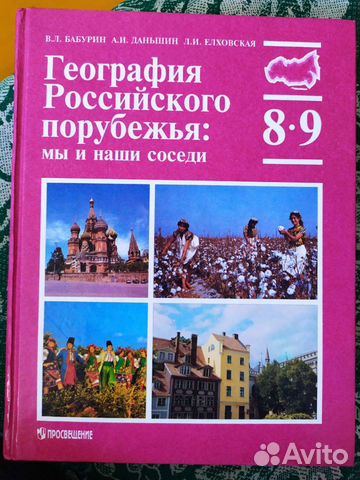 В.Л. БАБУРИН А.И. ДАНЬШИН Л.И. ЕЛХОВСКАЯ
География
Российского
порубежья:
мы и наши соседи
8·9
ПРОСВЕЩЕНИЕ
Avito